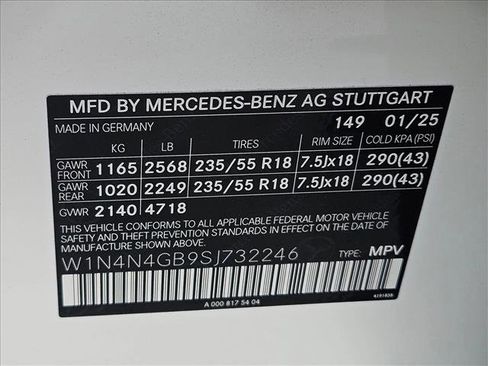 MFD BY MERCEDES-BENZ AG STUTTGART
MADE IN GERMANY 149 01/25
KG LB TIRES RIM SIZE COLD KPA (PSI)
GAWR FRONT 1165 2568 235/55 R18 7.5Jx18 290(43)
GAWR REAR 1020 2249 235/55 R18 7.5Jx18 290(43)
GVWR 2140 4718
THIS VEHICLE CONFORMS TO ALL APPLICABLE FEDERAL MOTOR VEHICLE
SAFETY, BUMPER, AND THEFT PREVENTION STANDARDS IN
EFFECT ON THE DATE OF MANUFACTURE SHOWN ABOVE.
W1N4N4GB9SJ732246 TYPE: MPV
A 000 817 54 04